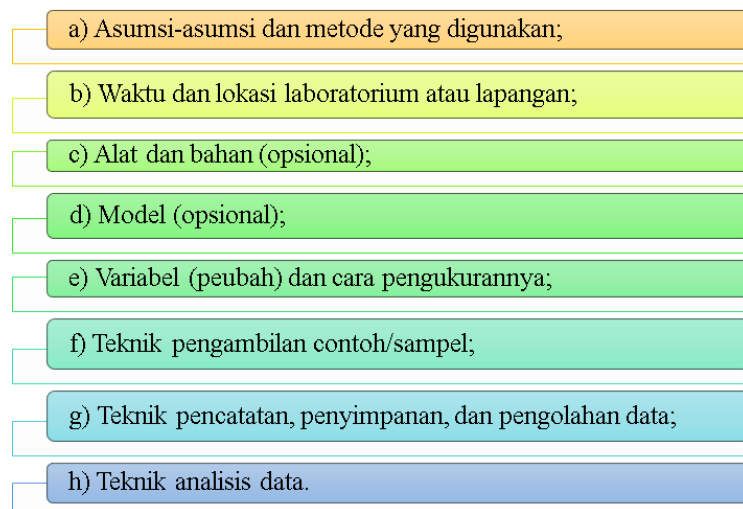 a) Asumsi-asumsi dan metode yang digunakan;
b) Waktu dan lokasi laboratorium atau lapangan;
c) Alat dan bahan (opsional);
d) Model (opsional);
e) Variabel (peubah) dan cara pengukurannya;
f) Teknik pengambilan contoh/sampel;
g) Teknik pencatatan, penyimpanan, dan pengolahan data;
h) Teknik analisis data.